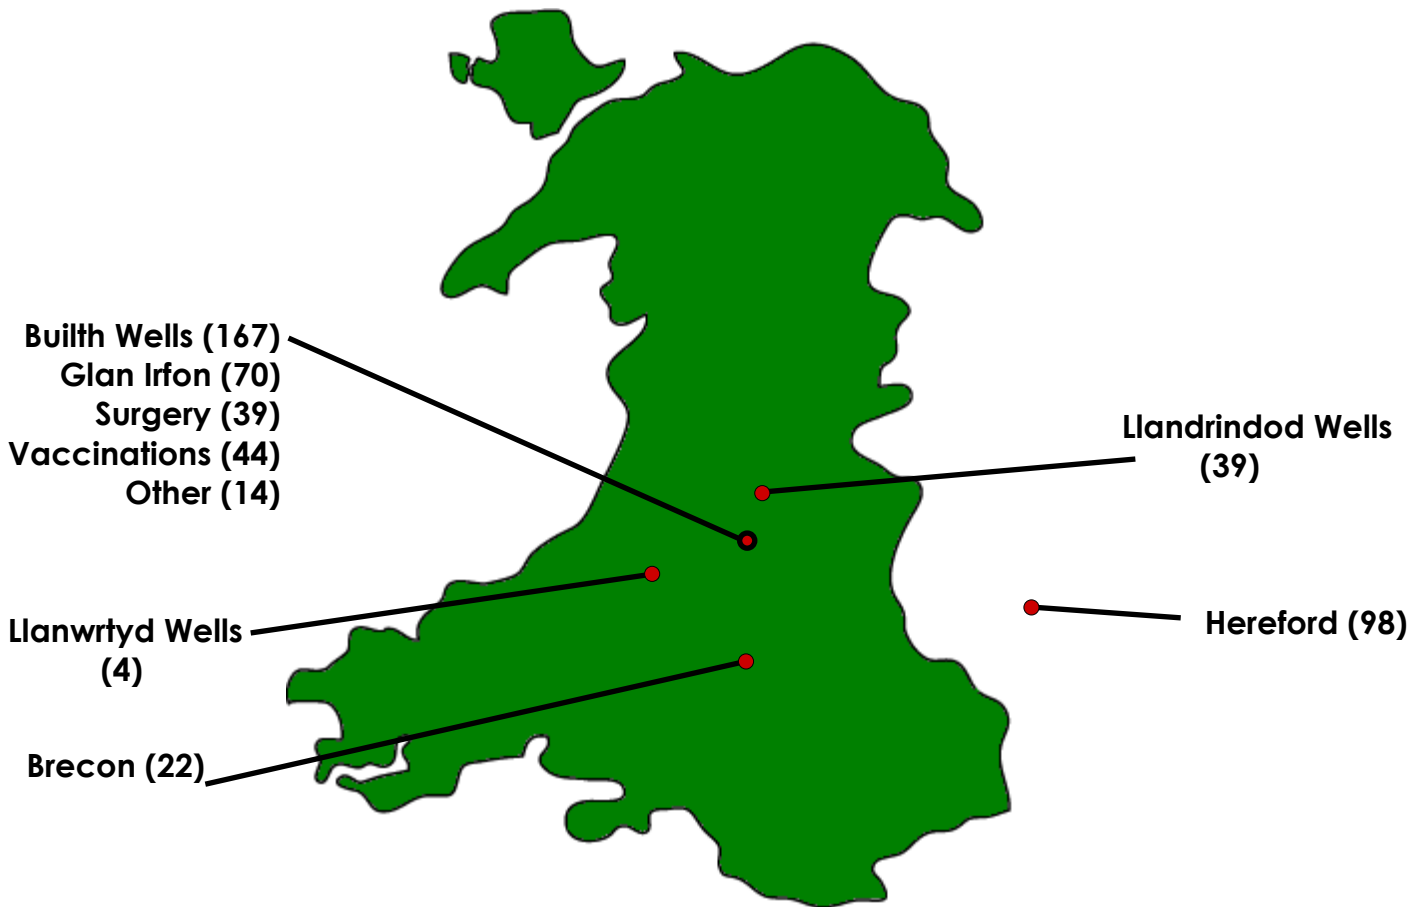 Builth Wells (167)
Glan Irfon (70)
Surgery (39)
Vaccinations (44)
Other (14)
Llandrindod Wells
(39)
Llanwrtyd Wells
(4)
Hereford (98)
Brecon (22)